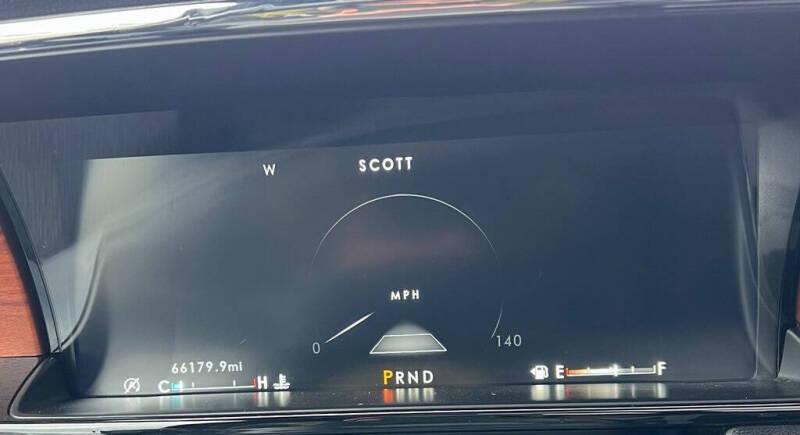 W SCOTT
MPH
0 140
66179.9mi
C H PRND E F